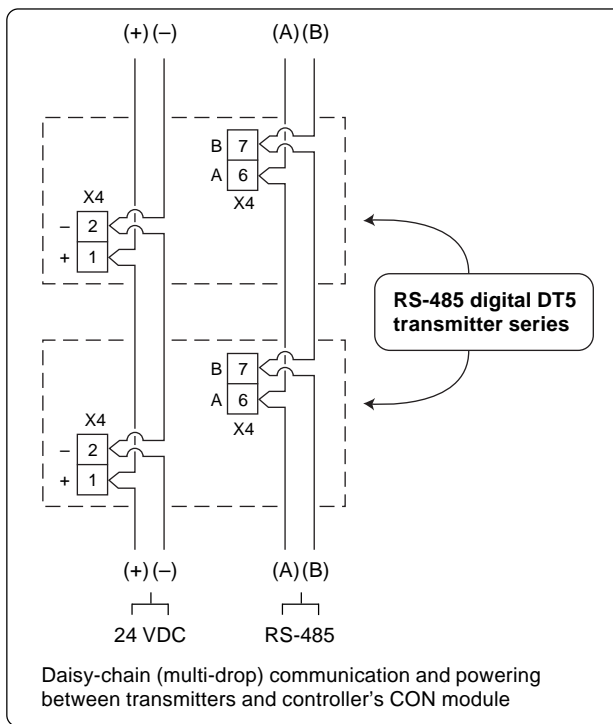 (+) (–) (A) (B)
B 7
A 6
X4
X4
– 2
+ 1
RS-485 digital DT5
transmitter series
B 7
A 6
X4
X4
– 2
+ 1
(+) (–) (A) (B)
24 VDC RS-485
Daisy-chain (multi-drop) communication and powering
between transmitters and controller’s CON module